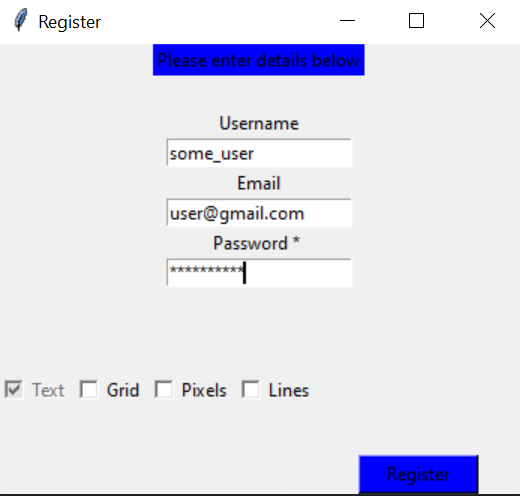 Register
Please enter details below
Username
some_user
Email
user@gmail.com
Password *
**********
Text Grid Pixels Lines
Register